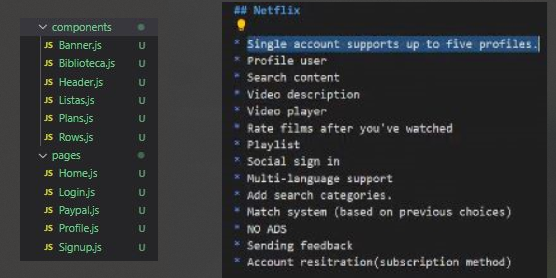 components
JS Banner.js U
JS Biblioteca.js U
JS Header.js U
JS Listas.js U
JS Plans.js U
JS Rows.js U
pages
JS Home.js U
JS Login.js U
JS Paypal.js U
JS Profile.js U
JS Signup.js U
## Netflix
* Single account supports up to five profiles.
* Profile user
* Search content
* Video description
* Video player
* Rate films after you've watched
* Playlist
* Social sign in
* Multi-language support
* Add search categories.
* Match system (based on previous choices)
* NO ADS
* Sending feedback
* Account resitration(subscription method)